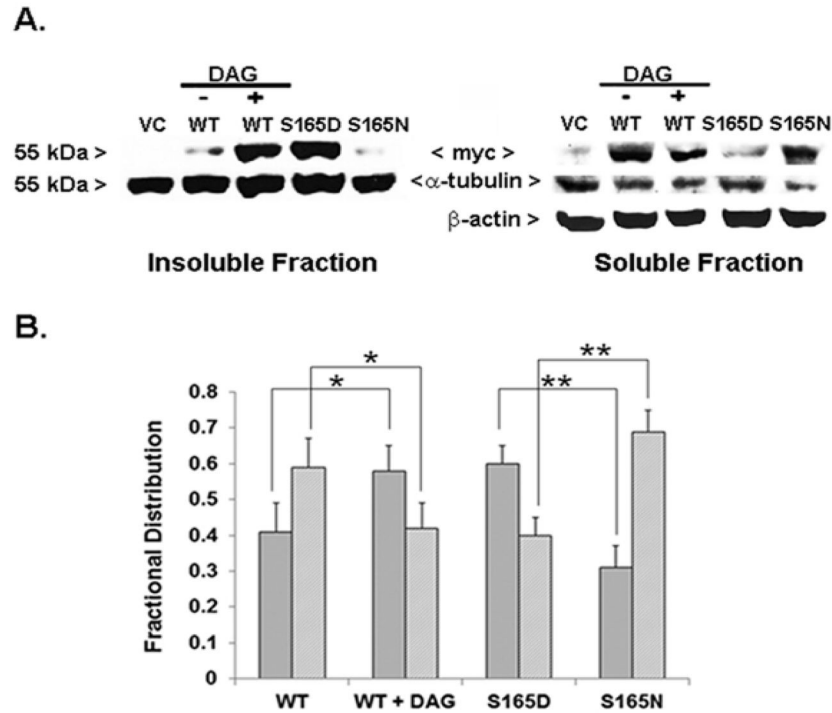 A.
DAG
- +
VC WT WT S165D S165N
55 kDa >
55 kDa >
Insoluble Fraction
< myc >
<α-tubulin>
β-actin >
DAG
- +
VC WT WT S165D S165N
Soluble Fraction
B.
Fractional Distribution
0.8
0.7
0.6
0.5
0.4
0.3
0.2
0.1
0
* * ** **
WT WT + DAG S165D S165N